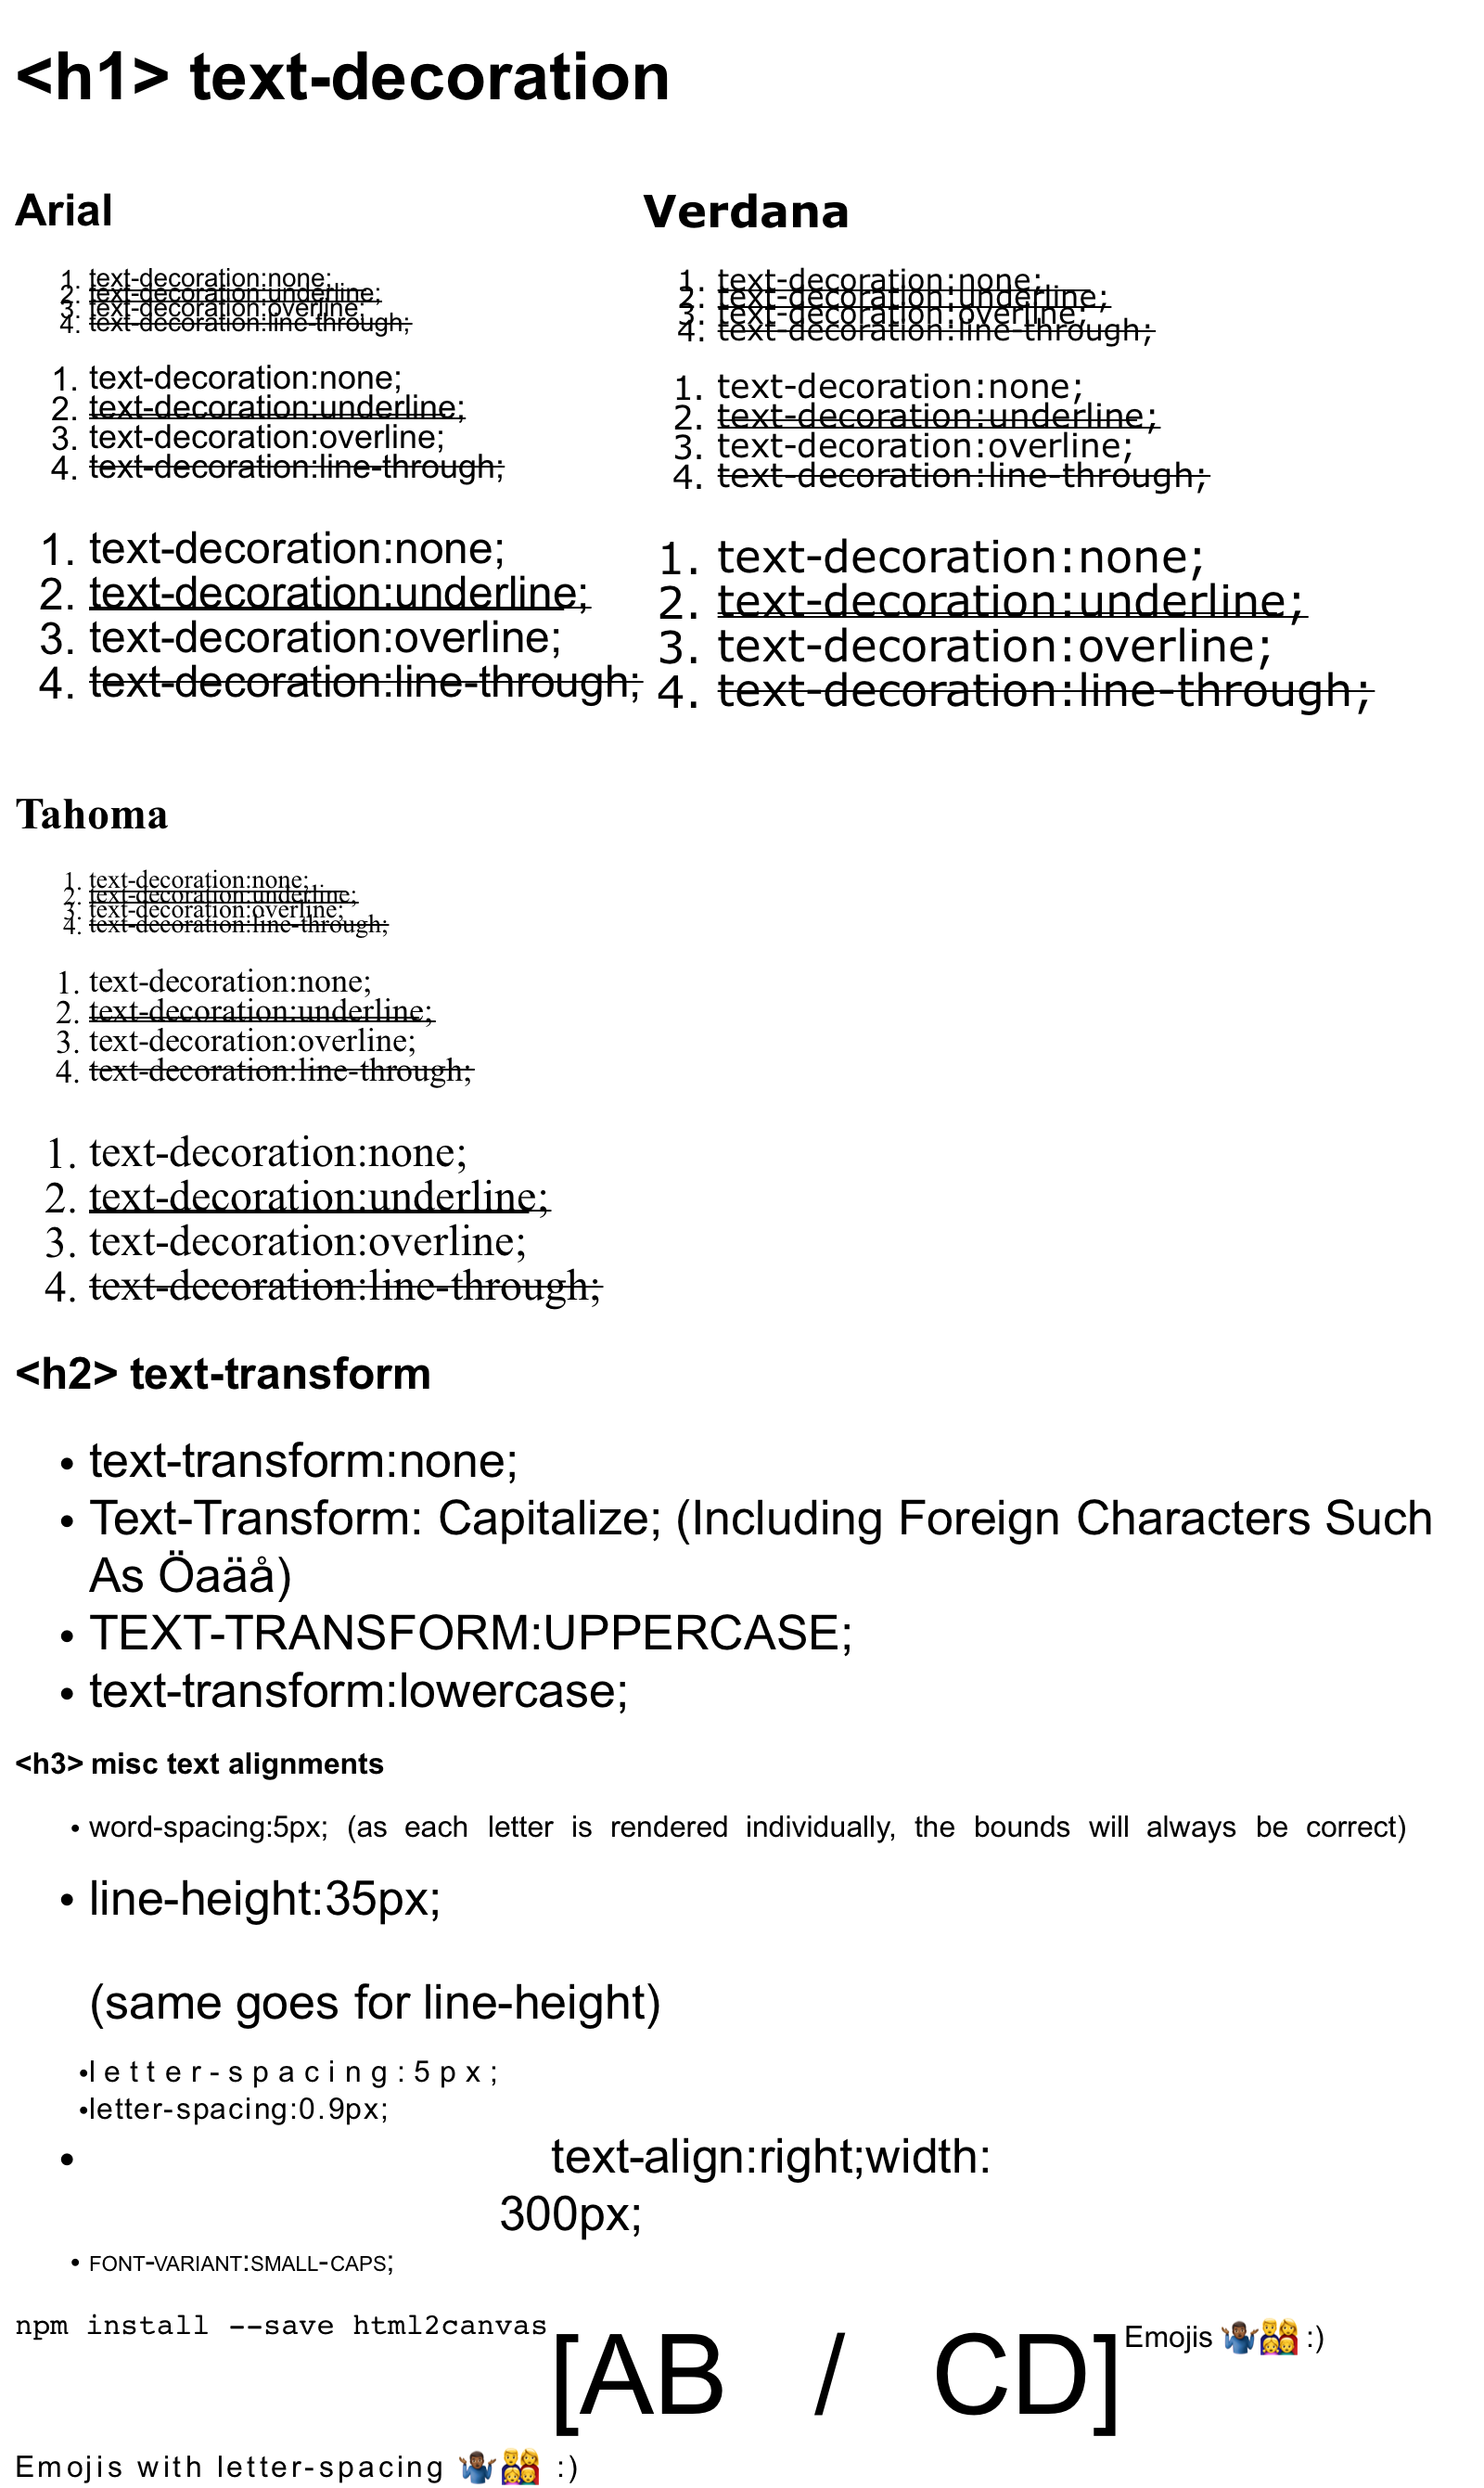 <h1> text-decoration
Arial
1. text-decoration:none;
2. text-decoration:underline;
3. text-decoration:overline;
4. text-decoration:line-through;
1. text-decoration:none;
2. text-decoration:underline;
3. text-decoration:overline;
4. text-decoration:line-through;
1. text-decoration:none;
2. text-decoration:underline;
3. text-decoration:overline;
4. text-decoration:line-through;
Verdana
1. text-decoration:none;
2. text-decoration:underline;
3. text-decoration:overline;
4. text-decoration:line-through;
1. text-decoration:none;
2. text-decoration:underline;
3. text-decoration:overline;
4. text-decoration:line-through;
1. text-decoration:none;
2. text-decoration:underline;
3. text-decoration:overline;
4. text-decoration:line-through;
Tahoma
1. text-decoration:none;
2. text-decoration:underline;
3. text-decoration:overline;
4. text-decoration:line-through;
1. text-decoration:none;
2. text-decoration:underline;
3. text-decoration:overline;
4. text-decoration:line-through;
1. text-decoration:none;
2. text-decoration:underline;
3. text-decoration:overline;
4. text-decoration:line-through;
<h2> text-transform
• text-transform:none;
• Text-Transform: Capitalize; (Including Foreign Characters Such
As Öaäå)
• TEXT-TRANSFORM:UPPERCASE;
• text-transform:lowercase;
<h3> misc text alignments
• word-spacing:5px; (as each letter is rendered individually, the bounds will always be correct)
• line-height:35px;
(same goes for line-height)
•letter-spacing:5px;
•letter-spacing:0.9px;
• text-align:right;width:
300px;
• FONT-VARIANT:SMALL-CAPS;
npm install --save html2canvas
[AB / CD]
Emojis 🤷🏾‍♂️👨‍👩‍👧‍👦 :)
Emojis with letter-spacing 🤷🏾‍♂️👨‍👩‍👧‍👦 :)